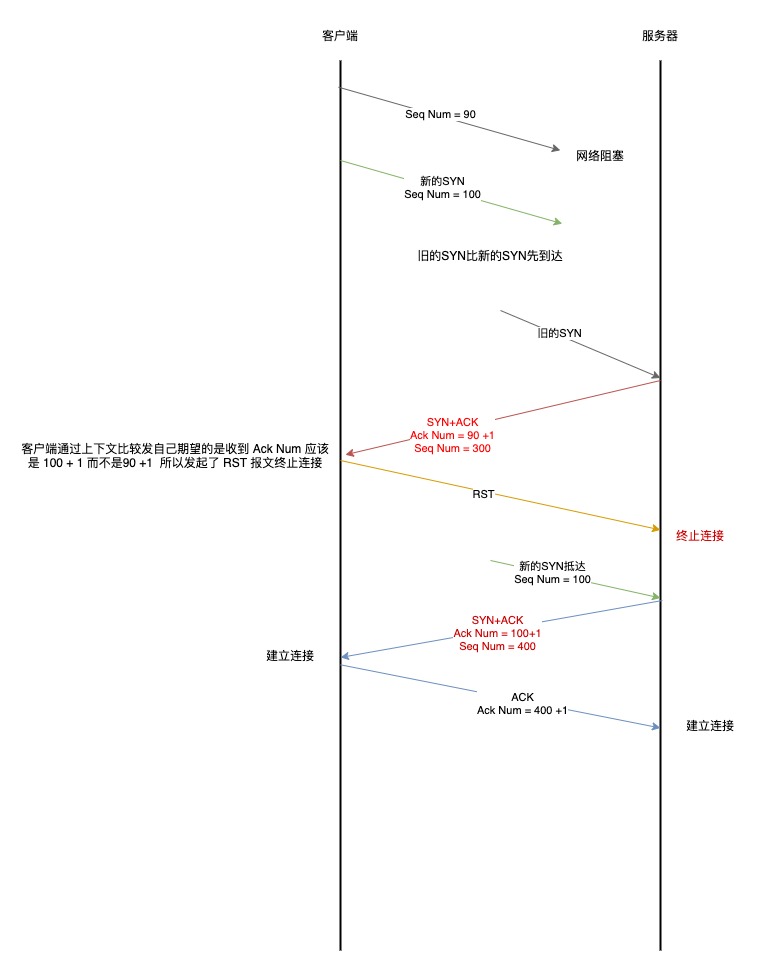 客户端
服务器
Seq Num = 90
网络阻塞
新的SYN
Seq Num = 100
旧的SYN比新的SYN先到达
旧的SYN
SYN+ACK
Ack Num = 90 +1
Seq Num = 300
客户端通过上下文比较发自己期望的是收到 Ack Num 应该
是 100 + 1 而不是90 +1 所以发起了 RST 报文终止连接
RST
终止连接
新的SYN抵达
Seq Num = 100
SYN+ACK
Ack Num = 100+1
Seq Num = 400
建立连接
ACK
Ack Num = 400 +1
建立连接